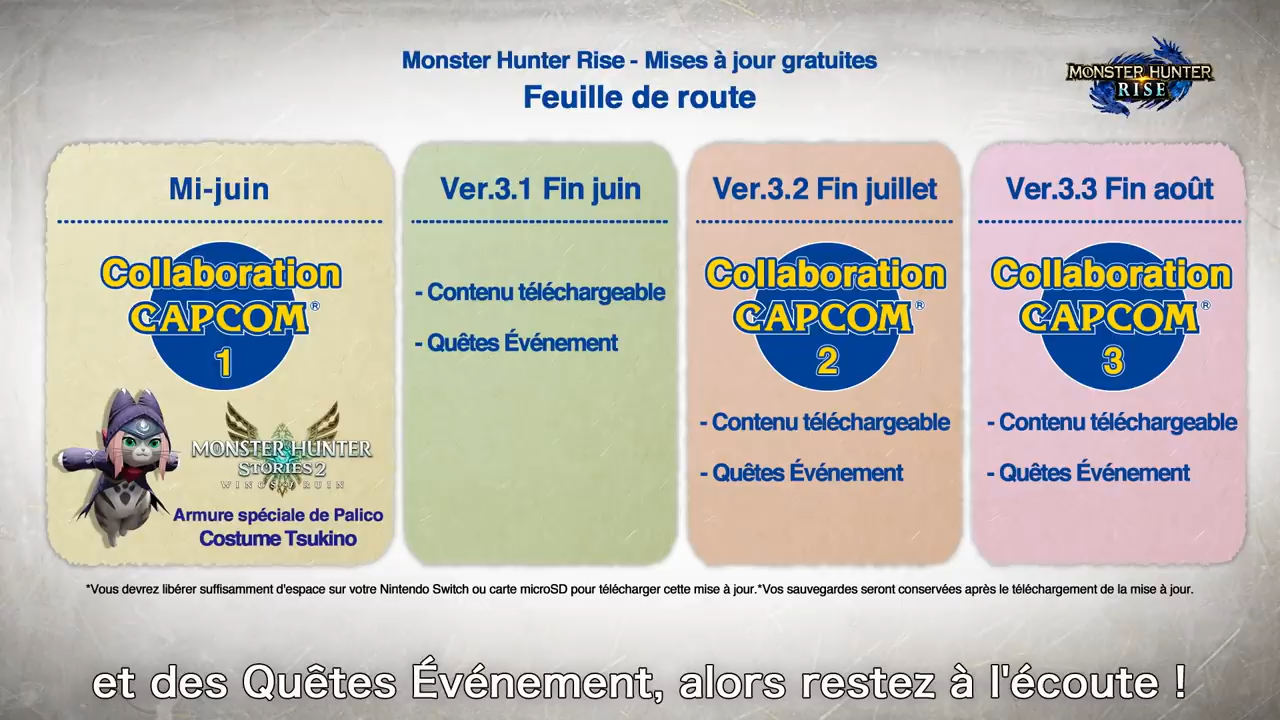 Monster Hunter Rise - Mises à jour gratuites
Feuille de route
MONSTER HUNTER
RISE
Mi-juin
Collaboration
CAPCOM®
1
MONSTER HUNTER
STORIES 2
WINGS OF RUIN
Armure spéciale de Palico
Costume Tsukino
Ver.3.1 Fin juin
- Contenu téléchargeable
- Quêtes Événement
Ver.3.2 Fin juillet
Collaboration
CAPCOM®
2
- Contenu téléchargeable
- Quêtes Événement
Ver.3.3 Fin août
Collaboration
CAPCOM®
3
- Contenu téléchargeable
- Quêtes Événement
*Vous devrez libérer suffisamment d'espace sur votre Nintendo Switch ou carte microSD pour télécharger cette mise à jour.*Vos sauvegardes seront conservées après le téléchargement de la mise à jour.
et des Quêtes Événement, alors restez à l'écoute !